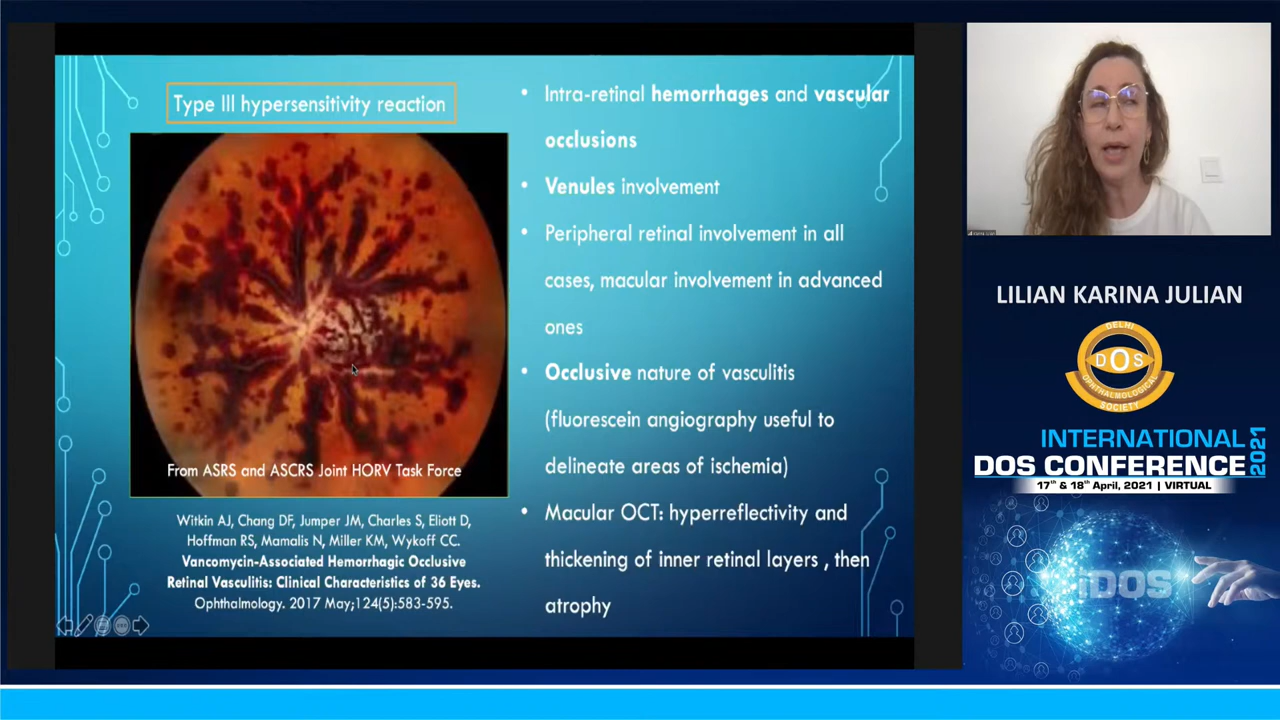 Type III hypersensitivity reaction
From ASRS and ASCRS Joint HORV Task Force
Witkin AJ, Chang DF, Jumper JM, Charles S, Eliott D,
Hoffman RS, Mamalis N, Miller KM, Wykoff CC.
Vancomycin-Associated Hemorrhagic Occlusive
Retinal Vasculitis: Clinical Characteristics of 36 Eyes.
Ophthalmology. 2017 May;124(5):583-595.
• Intra-retinal hemorrhages and vascular
occlusions
• Venules involvement
• Peripheral retinal involvement in all
cases, macular involvement in advanced
ones
• Occlusive nature of vasculitis
(fluorescein angiography useful to
delineate areas of ischemia)
• Macular OCT: hyperreflectivity and
thickening of inner retinal layers , then
atrophy
LILIAN KARINA JULIAN
DELHI
DOS
OPHTHALMOLOGICAL
SOCIETY
INTERNATIONAL
DOS CONFERENCE
2021
17th & 18th April, 2021 | VIRTUAL
iDOS